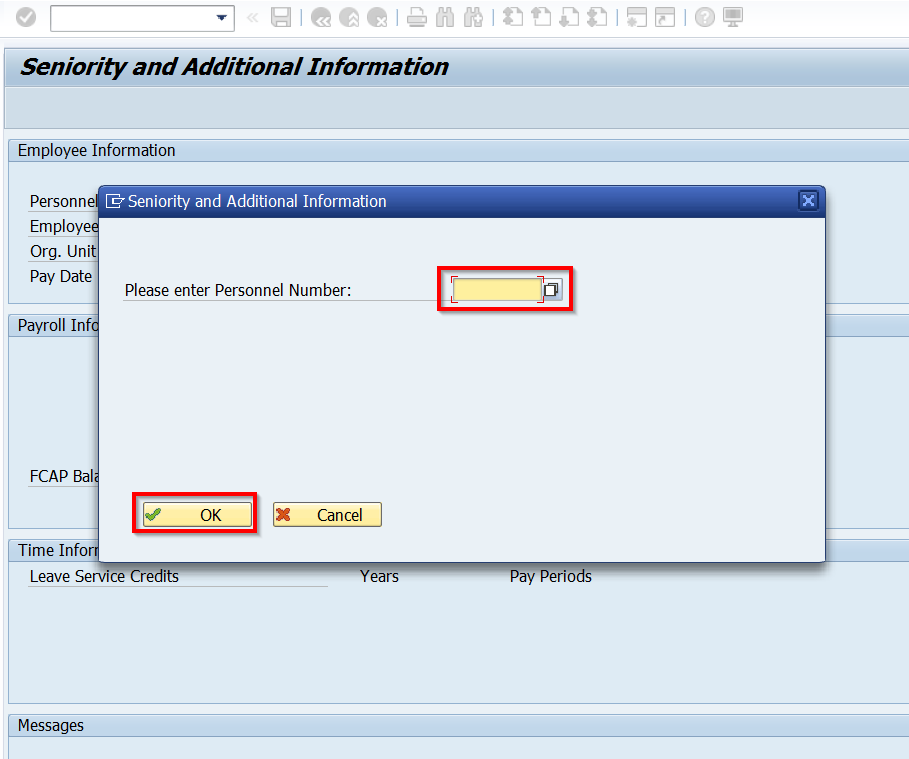 Seniority and Additional Information
Employee Information
Personnel
Employee
Org. Unit
Pay Date
Seniority and Additional Information
Please enter Personnel Number:
OK
Cancel
Payroll Info
FCAP Bala
Time Inform
Leave Service Credits Years Pay Periods
Messages